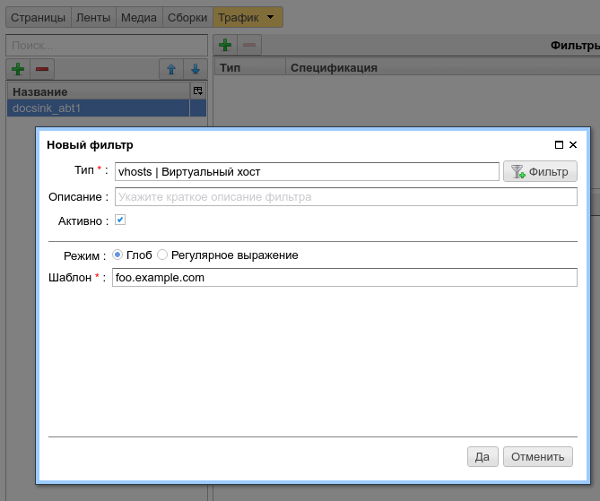 Страницы Ленты Медиа Сборки Трафик
Поиск... Фильтры
Тип Спецификация
Название
docsink_abt1
Новый фильтр
Тип * : vhosts | Виртуальный хост Фильтр
Описание : Укажите краткое описание фильтра
Активно :
Режим : Глоб Регулярное выражение
Шаблон * : foo.example.com
Да Отменить